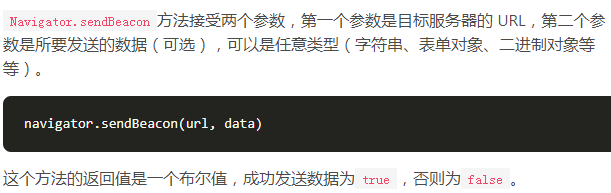 Navigator.sendBeacon 方法接受两个参数，第一个参数是目标服务器的 URL，第二个参
数是所要发送的数据（可选），可以是任意类型（字符串、表单对象、二进制对象等
等）。
navigator.sendBeacon(url, data)
这个方法的返回值是一个布尔值，成功发送数据为 true ，否则为 false 。